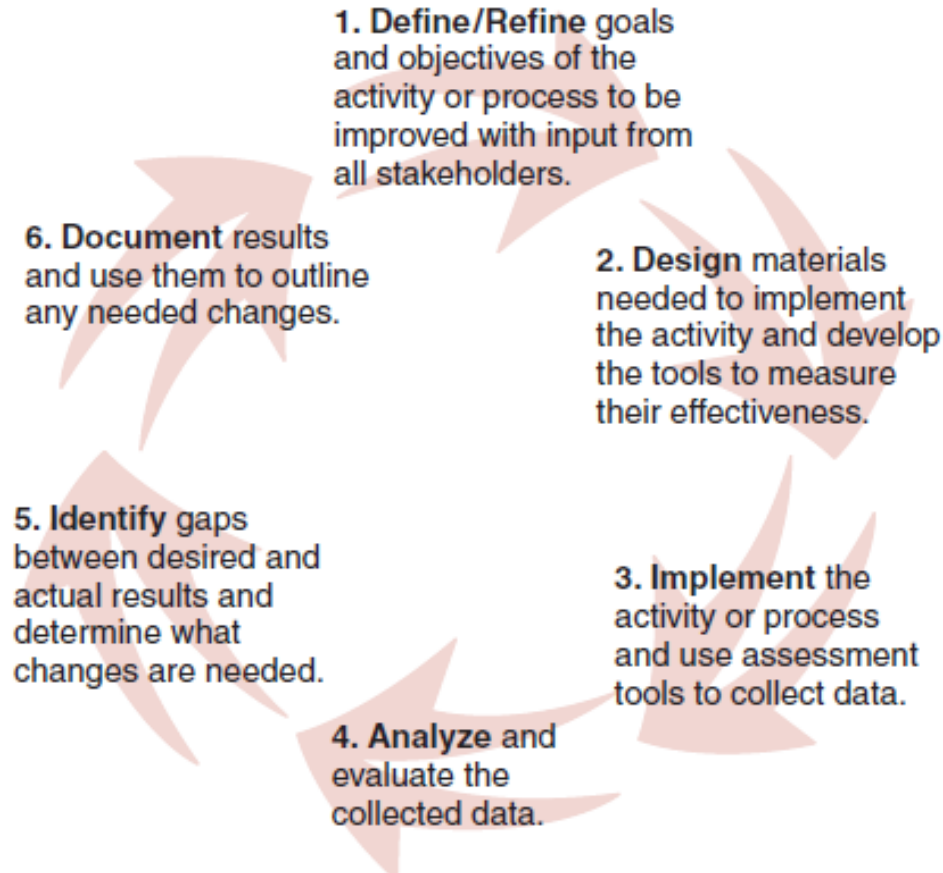 1. Define/Refine goals
and objectives of the
activity or process to be
improved with input from
all stakeholders.
2. Design materials
needed to implement
the activity and develop
the tools to measure
their effectiveness.
3. Implement the
activity or process
and use assessment
tools to collect data.
4. Analyze and
evaluate the
collected data.
5. Identify gaps
between desired and
actual results and
determine what
changes are needed.
6. Document results
and use them to outline
any needed changes.